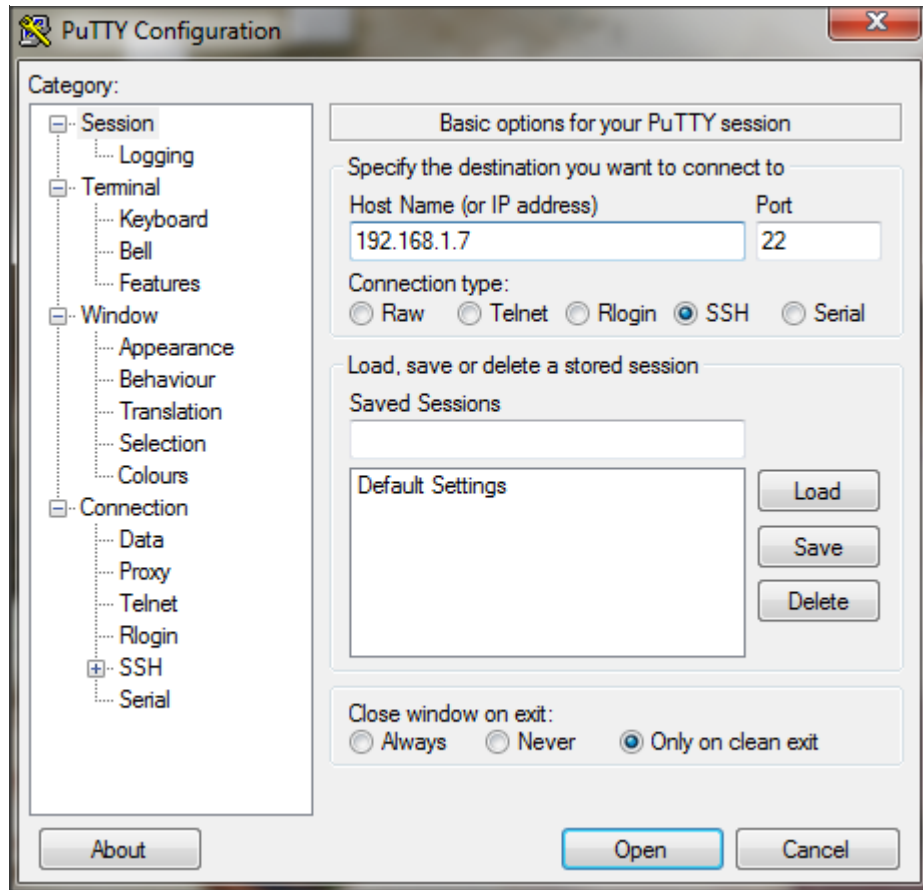 PuTTY Configuration
Category:
Session
Logging
Terminal
Keyboard
Bell
Features
Window
Appearance
Behaviour
Translation
Selection
Colours
Connection
Data
Proxy
Telnet
Rlogin
SSH
Serial
Basic options for your PuTTY session
Specify the destination you want to connect to
Host Name (or IP address) Port
192.168.1.7 22
Connection type:
Raw Telnet Rlogin SSH Serial
Load, save or delete a stored session
Saved Sessions
Default Settings
Load
Save
Delete
Close window on exit:
Always Never Only on clean exit
About Open Cancel